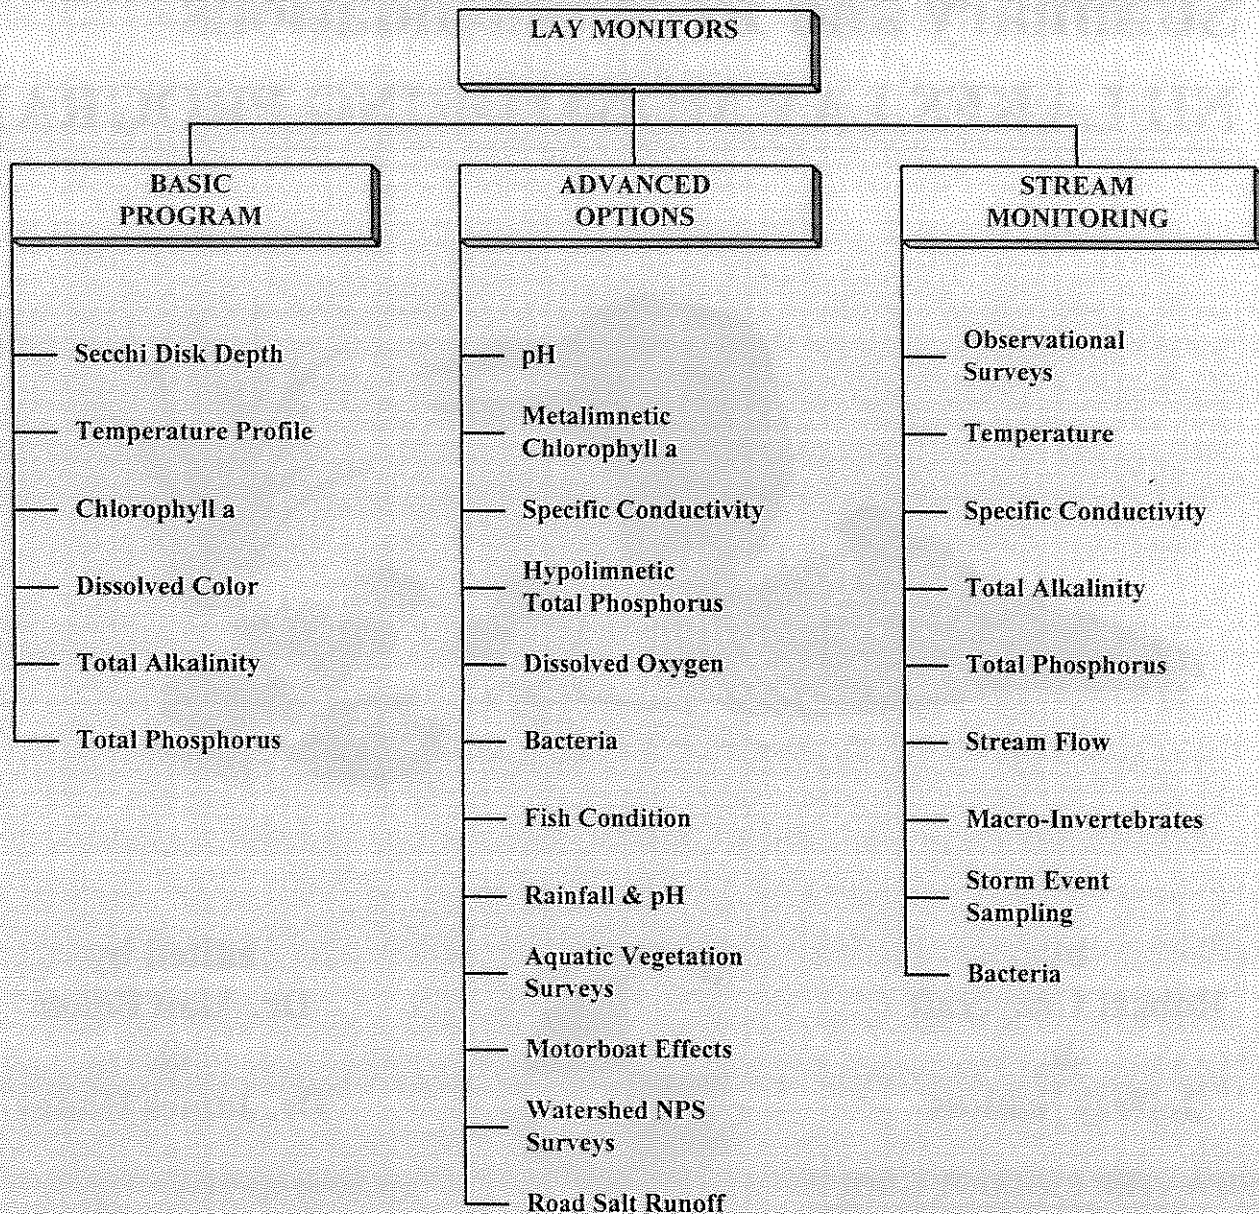 LAY MONITORS
BASIC
PROGRAM
Secchi Disk Depth
Temperature Profile
Chlorophyll a
Dissolved Color
Total Alkalinity
Total Phosphorus
ADVANCED
OPTIONS
pH
Metalimnetic
Chlorophyll a
Specific Conductivity
Hypolimnetic
Total Phosphorus
Dissolved Oxygen
Bacteria
Fish Condition
Rainfall & pH
Aquatic Vegetation
Surveys
Motorboat Effects
Watershed NPS
Surveys
Road Salt Runoff
STREAM
MONITORING
Observational
Surveys
Temperature
Specific Conductivity
Total Alkalinity
Total Phosphorus
Stream Flow
Macro-Invertebrates
Storm Event
Sampling
Bacteria